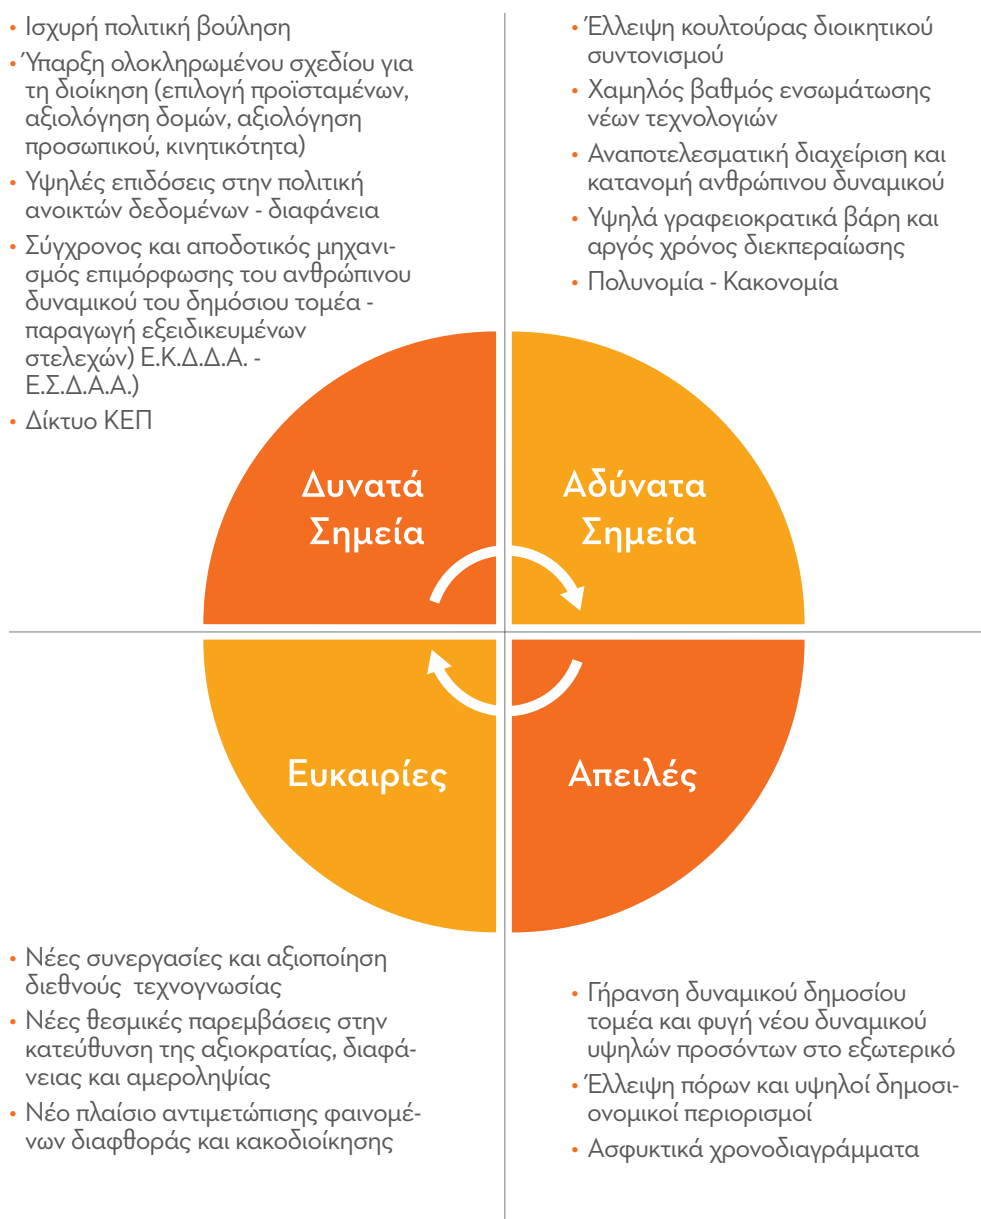 • Ισχυρή πολιτική βούληση
• Ύπαρξη ολοκληρωμένου σχεδίου για
τη διοίκηση (επιλογή προϊσταμένων,
αξιολόγηση δομών, αξιολόγηση
προσωπικού, κινητικότητα)
• Υψηλές επιδόσεις στην πολιτική
ανοικτών δεδομένων - διαφάνεια
• Σύγχρονος και αποδοτικός μηχανι-
σμός επιμόρφωσης του ανθρώπινου
δυναμικού του δημόσιου τομέα -
παραγωγή εξειδικευμένων
στελεχών) Ε.Κ.Δ.Δ.Α. -
Ε.Σ.Δ.Α.Α.)
• Δίκτυο ΚΕΠ
• Έλλειψη κουλτούρας διοικητικού
συντονισμού
• Χαμηλός βαθμός ενσωμάτωσης
νέων τεχνολογιών
• Αναποτελεσματική διαχείριση και
κατανομή ανθρώπινου δυναμικού
• Υψηλά γραφειοκρατικά βάρη και
αργός χρόνος διεκπεραίωσης
• Πολυνομία - Κακονομία
Δυνατά
Σημεία
Αδύνατα
Σημεία
Ευκαιρίες
Απειλές
• Νέες συνεργασίες και αξιοποίηση
διεθνούς  τεχνογνωσίας
• Νέες θεσμικές παρεμβάσεις στην
κατεύθυνση της αξιοκρατίας, διαφά-
νειας και αμεροληψίας
• Νέο πλαίσιο αντιμετώπισης φαινομέ-
νων διαφθοράς και κακοδιοίκησης
• Γήρανση δυναμικού δημοσίου
τομέα και φυγή νέου δυναμικού
υψηλών προσόντων στο εξωτερικό
• Έλλειψη πόρων και υψηλοί δημοσι-
ονομικοί περιορισμοί
• Ασφυκτικά χρονοδιαγράμματα